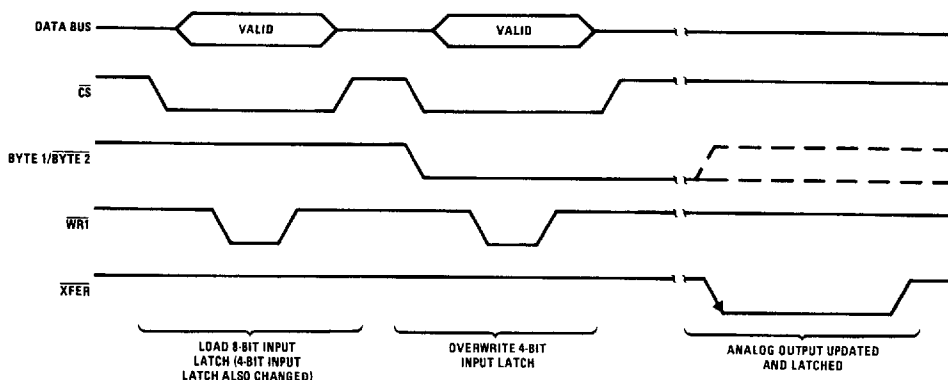 DATA BUS
VALID
VALID
CS
BYTE 1/BYTE 2
WR1
XFER
LOAD 8-BIT INPUT
LATCH (4-BIT INPUT
LATCH ALSO CHANGED)
OVERWRITE 4-BIT
INPUT LATCH
ANALOG OUTPUT UPDATED
AND LATCHED